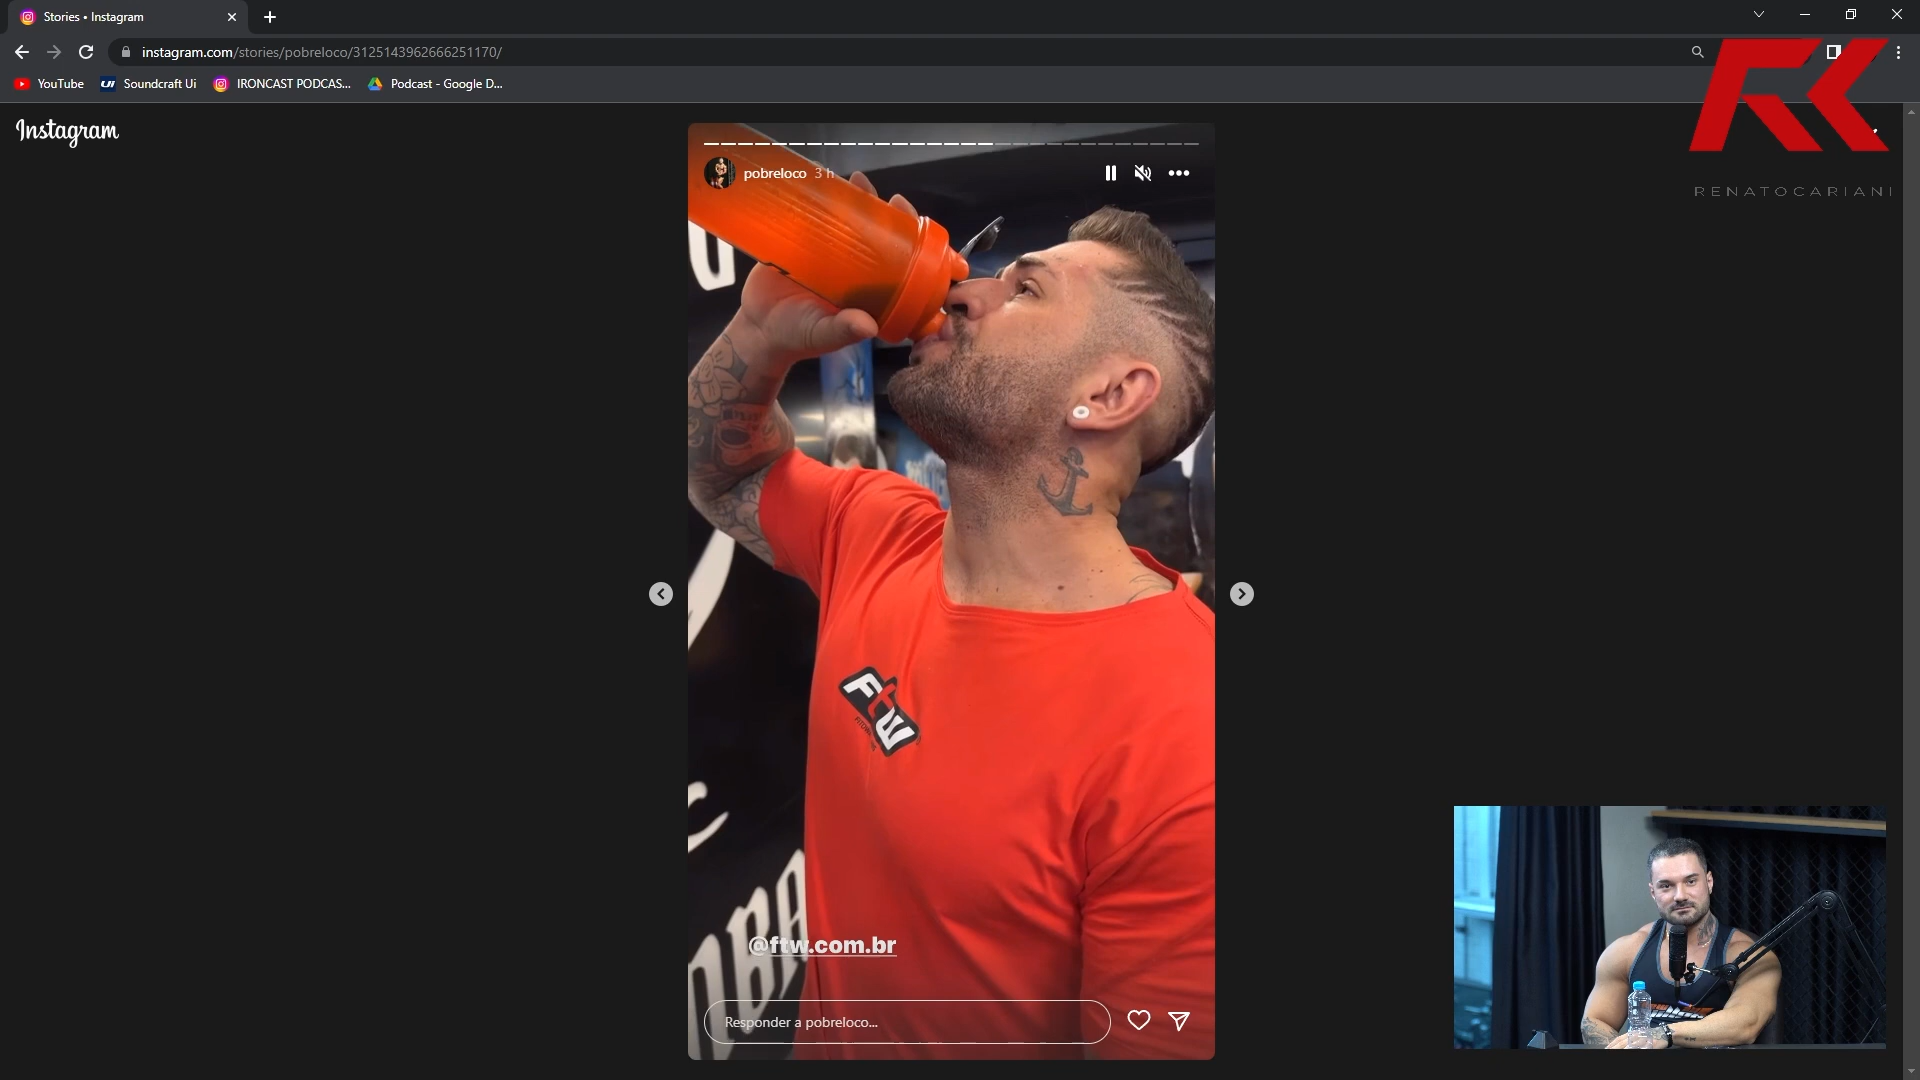 Stories • Instagram
instagram.com/stories/pobreloco/3125143962666251170/
YouTube
Soundcraft Ui
IRONCAST PODCAS...
Podcast - Google D...
Instagram
RENATOCARIANI
pobreloco 3 h
ftw
@ftw.com.br
Responder a pobreloco...